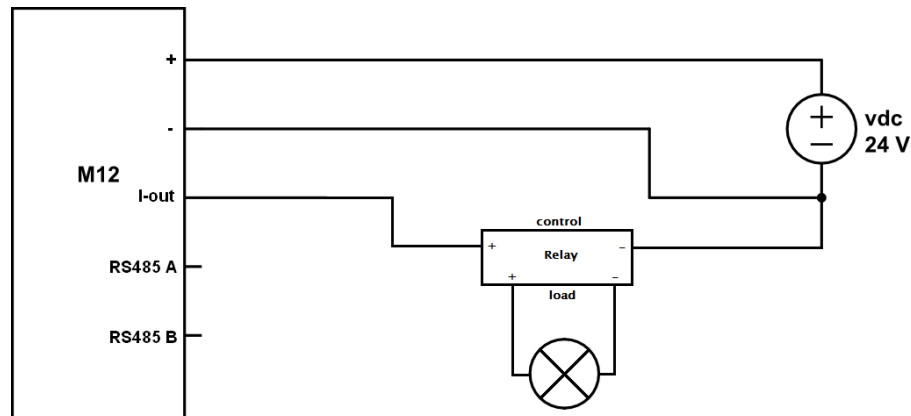 +
-
M12
I-out
RS485 A
RS485 B
+
−
vdc
24 V
control
+
Relay
−
+
−
load